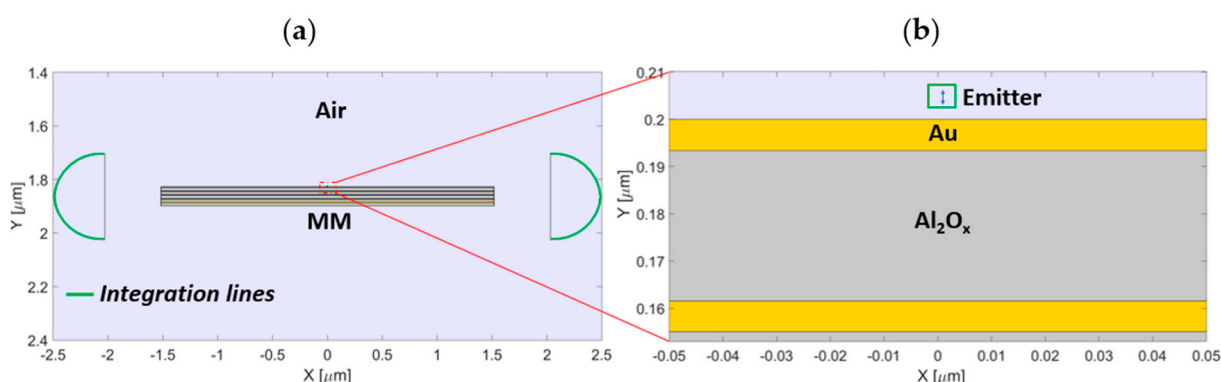 (a)
(b)
1.4
1.6
1.8
2
2.2
2.4
Y [µm]
Air
MM
Integration lines
-2.5 -2 -1.5 -1 -0.5 0 0.5 1 1.5 2 2.5
X [µm]
0.21
0.2
0.19
0.18
0.17
0.16
Y [µm]
Emitter
Au
Al₂Oₓ
-0.05 -0.04 -0.03 -0.02 -0.01 0 0.01 0.02 0.03 0.04 0.05
X [µm]